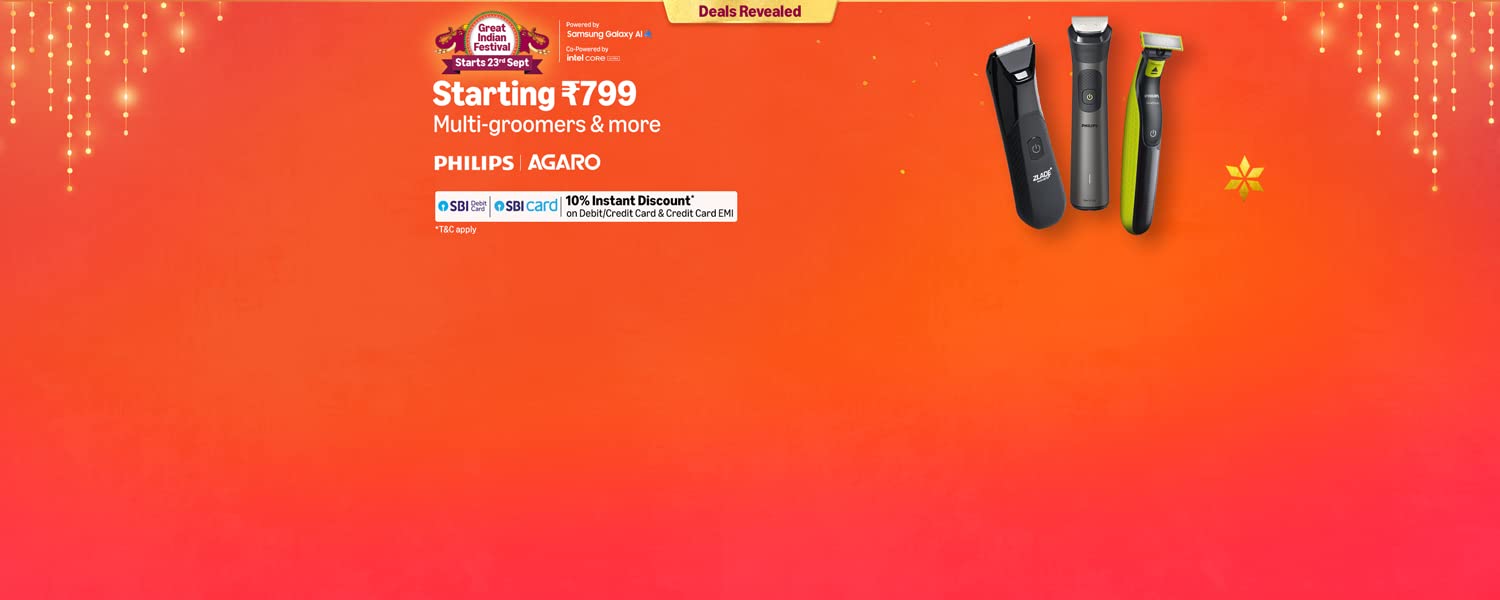 Deals Revealed
Great
Indian
Festival
Starts 23rd Sept
Powered by
Samsung Galaxy AI
Co-Powered by
intel CORE
Starting ₹799
Multi-groomers & more
PHILIPS | AGARO
SBI Debit Card | SBI card | 10% Instant Discount*
on Debit/Credit Card & Credit Card EMI
*T&C apply
ZLADE
PHILIPS
PHILIPS